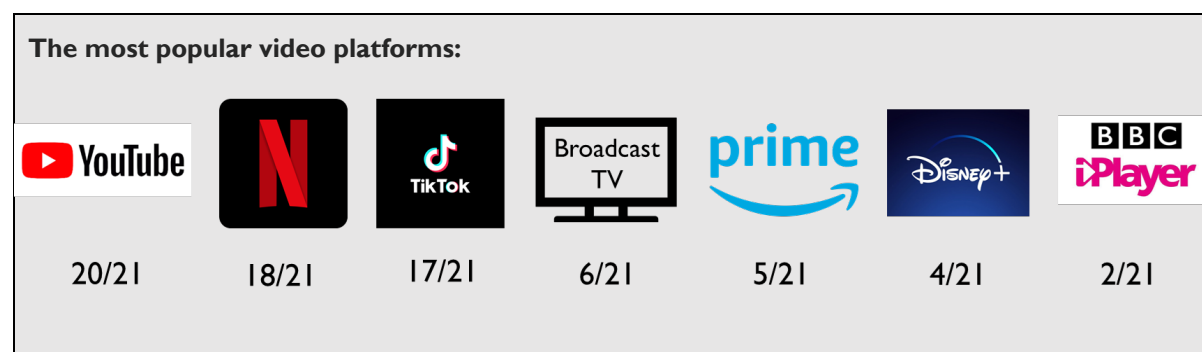 The most popular video platforms:
YouTube
N
TikTok
Broadcast
TV
prime
Disney+
BBC
iPlayer
20/21
18/21
17/21
6/21
5/21
4/21
2/21